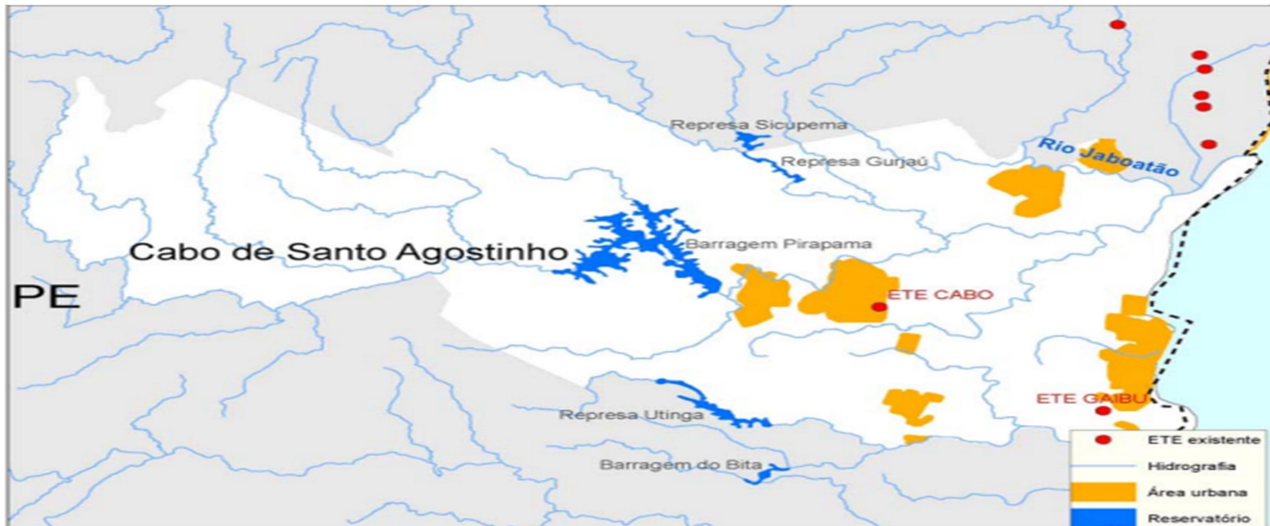 Represa Sicupema
Represa Gurjaú
Rio Jaboatão
Cabo de Santo Agostinho
Barragem Pirapama
PE
ETE CABO
ETE GAIBU
Represa Utinga
Barragem do Bita
ETE existente
Hidrografia
Área urbana
Reservatório